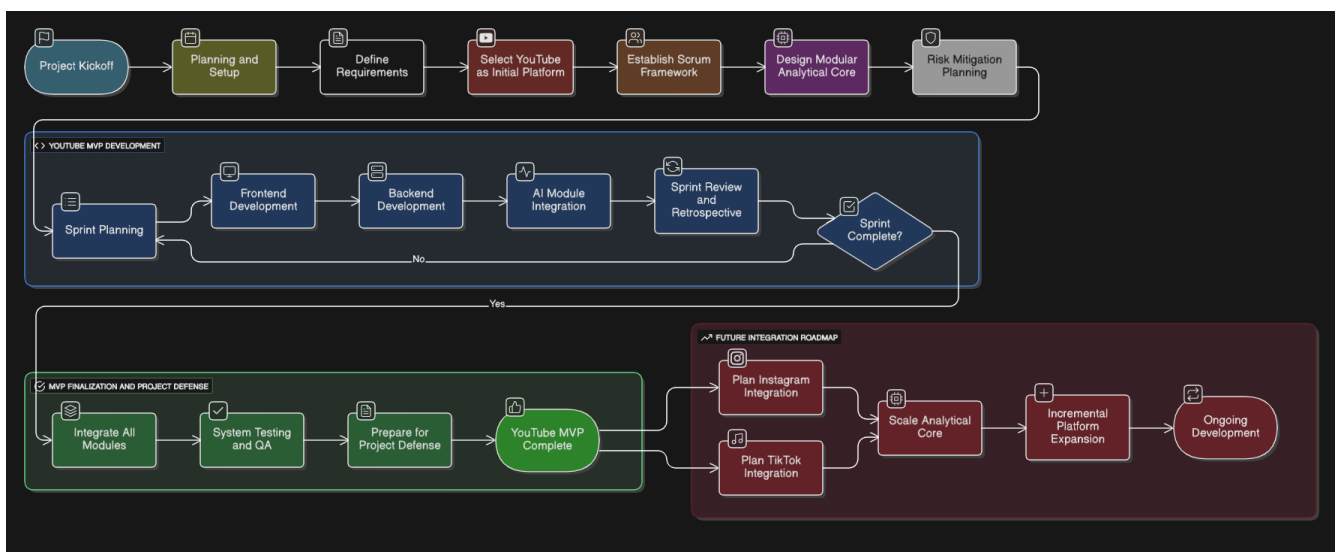 Project Kickoff
Planning and
Setup
Define
Requirements
Select YouTube
as Initial Platform
Establish Scrum
Framework
Design Modular
Analytical Core
Risk Mitigation
Planning
YOUTUBE MVP DEVELOPMENT
Sprint Planning
Frontend
Development
Backend
Development
AI Module
Integration
Sprint Review
and
Retrospective
Sprint
Complete?
No
Yes
MVP FINALIZATION AND PROJECT DEFENSE
Integrate All
Modules
System Testing
and QA
Prepare for
Project Defense
YouTube MVP
Complete
FUTURE INTEGRATION ROADMAP
Plan Instagram
Integration
Plan TikTok
Integration
Scale Analytical
Core
Incremental
Platform
Expansion
Ongoing
Development